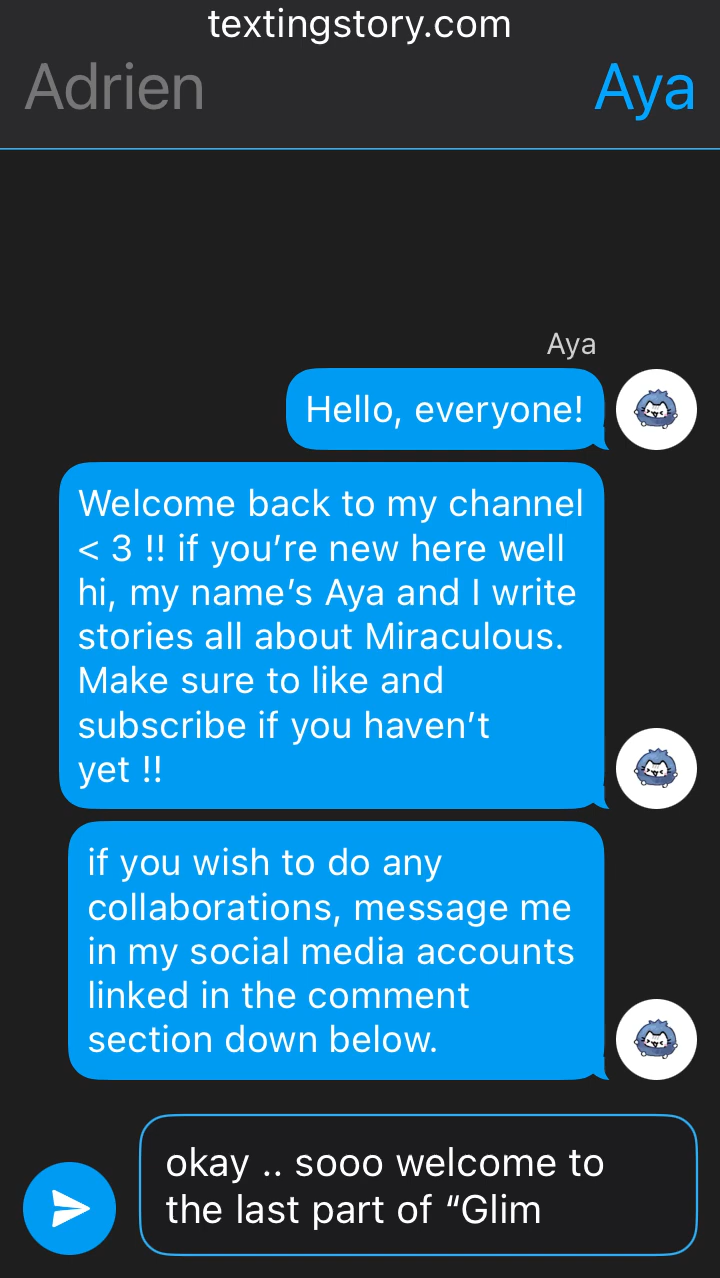 textingstory.com
Adrien
Aya
Aya
Hello, everyone!
Welcome back to my channel
< 3 !! if you’re new here well
hi, my name’s Aya and I write
stories all about Miraculous.
Make sure to like and
subscribe if you haven’t
yet !!
if you wish to do any
collaborations, message me
in my social media accounts
linked in the comment
section down below.
okay .. sooo welcome to
the last part of “Glim